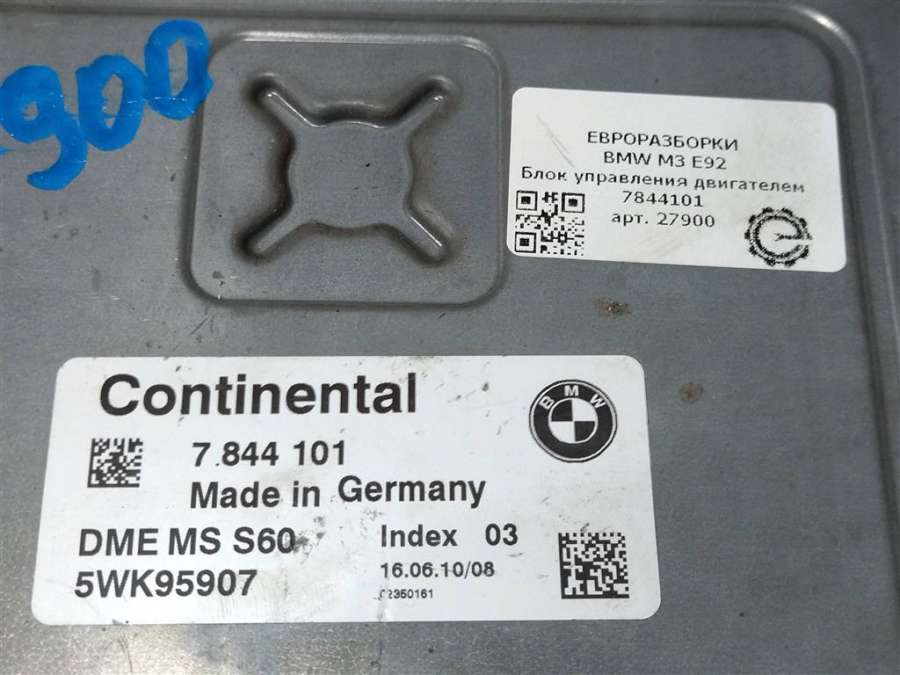 900
ЕВРОРАЗБОРКИ
BMW M3 E92
Блок управления двигателем
7844101
арт. 27900
Continental
BMW
7.844 101
Made in Germany
DME MS S60
Index 03
5WK95907
16.06.10/08
02350161